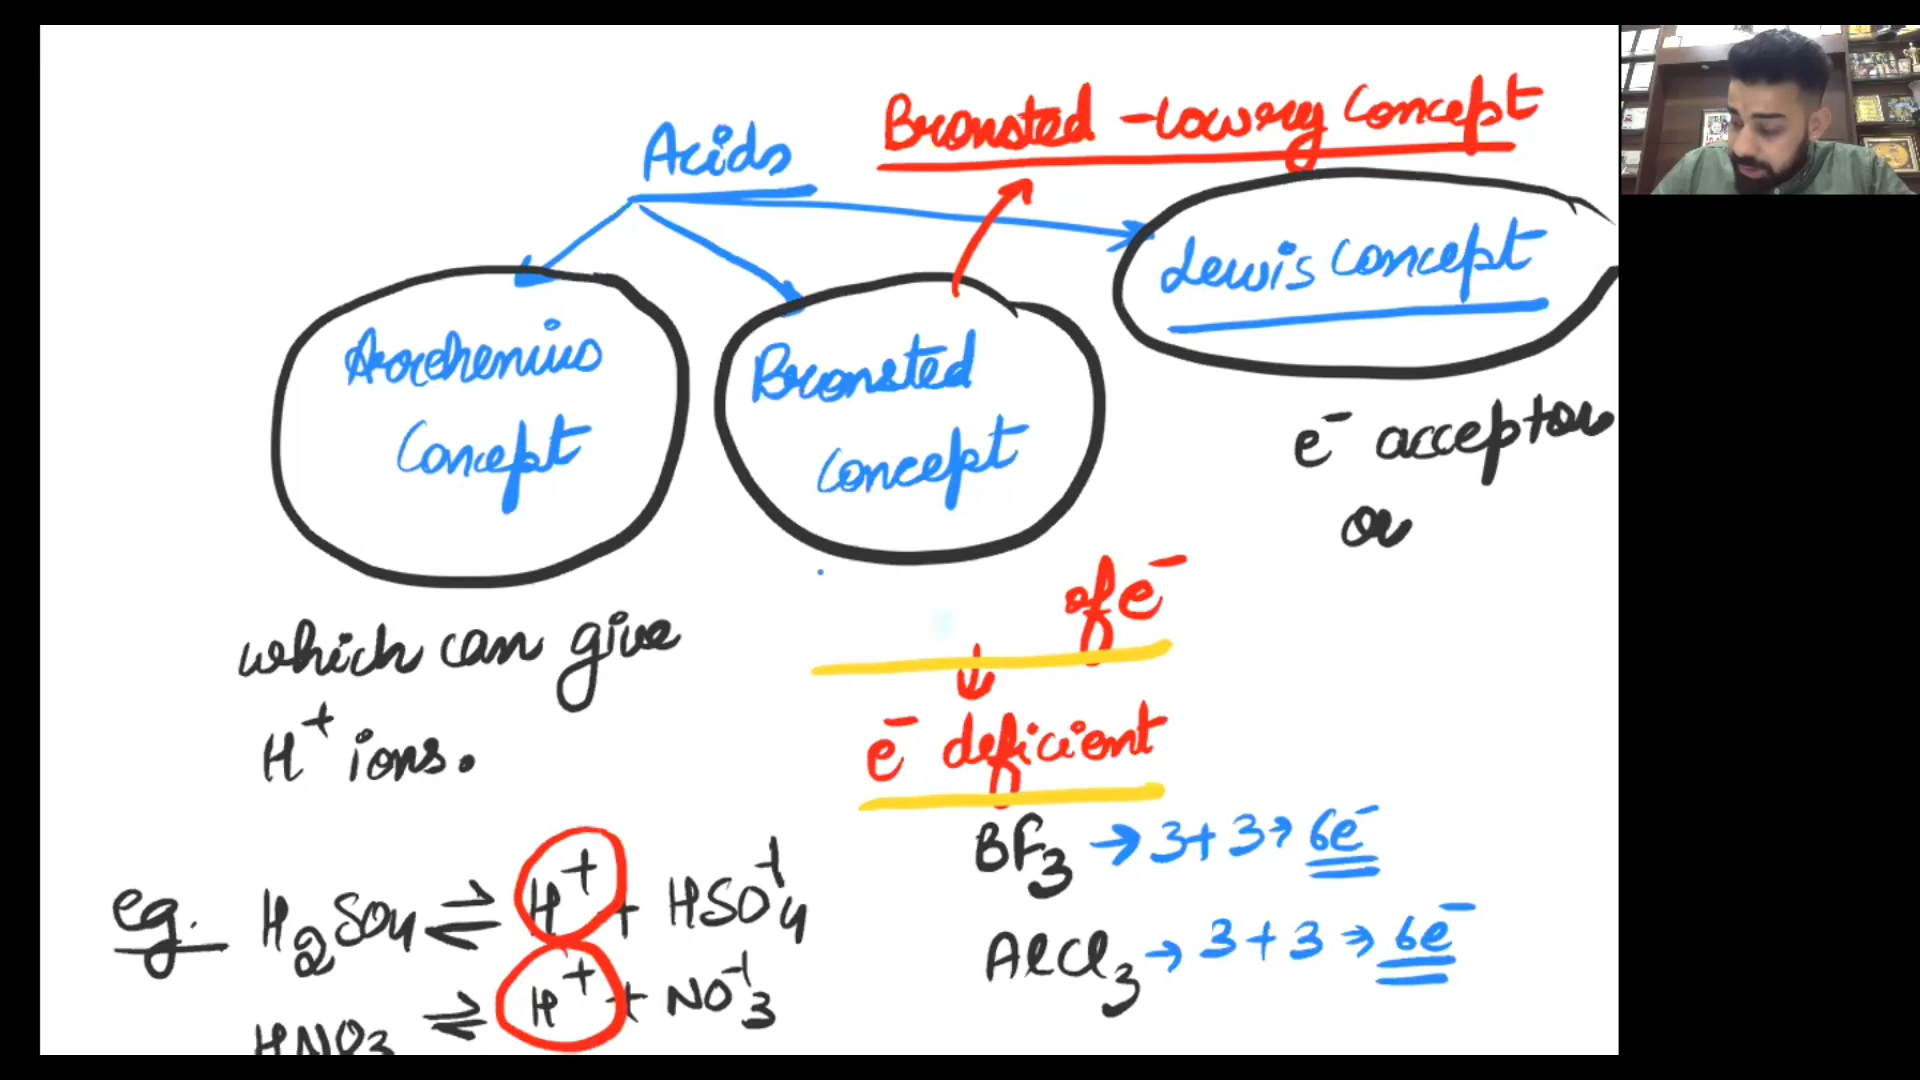 Bronsted -Lowry Concept
Acids
Lewis Concept
Arrehenius
Concept
Bronsted
Concept
e⁻ acceptor
or
of e⁻
e⁻ deficient
which can give
H⁺ ions.
BF₃ → 3+3→ 6e⁻
AlCl₃ → 3+3→ 6e⁻
eg. H₂SO₄ ⇌ H⁺ + HSO₄⁻¹
HNO₃ ⇌ H⁺ + NO₃⁻¹